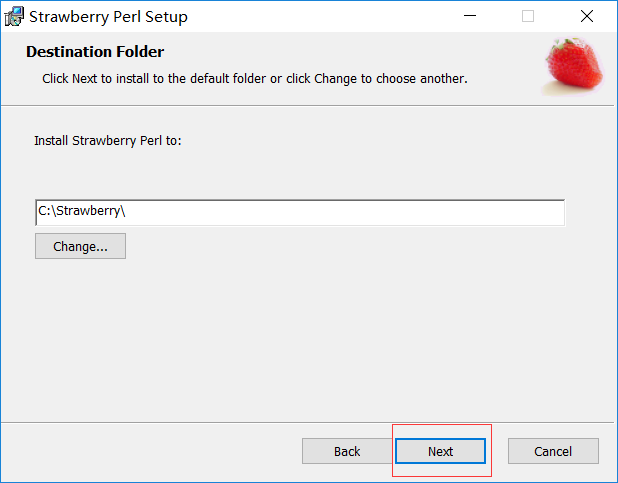 Strawberry Perl Setup
Destination Folder
Click Next to install to the default folder or click Change to choose another.
Install Strawberry Perl to:
C:\Strawberry\
Change...
Back Next Cancel